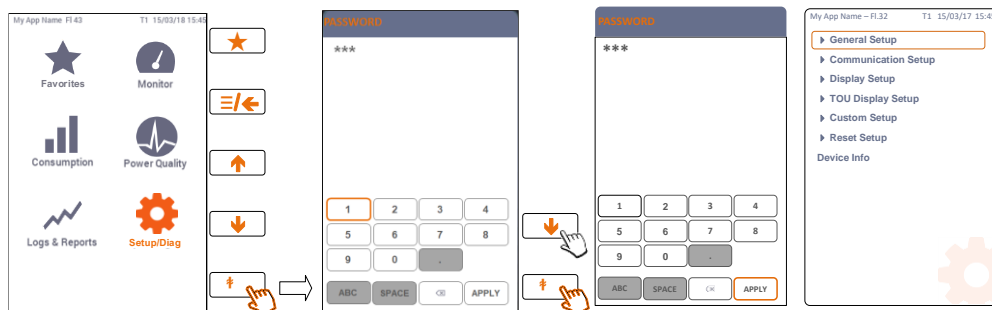 My App Name Fl 43 T1 15/03/18 15:45
Favorites Monitor
Consumption Power Quality
Logs & Reports Setup/Diag
PASSWORD
***
1 2 3 4
5 6 7 8
9 0 .
ABC SPACE APPLY
PASSWORD
***
1 2 3 4
5 6 7 8
9 0 .
ABC SPACE APPLY
My App Name – Fl.32 T1 15/03/17 15:45
General Setup
Communication Setup
Display Setup
TOU Display Setup
Custom Setup
Reset Setup
Device Info